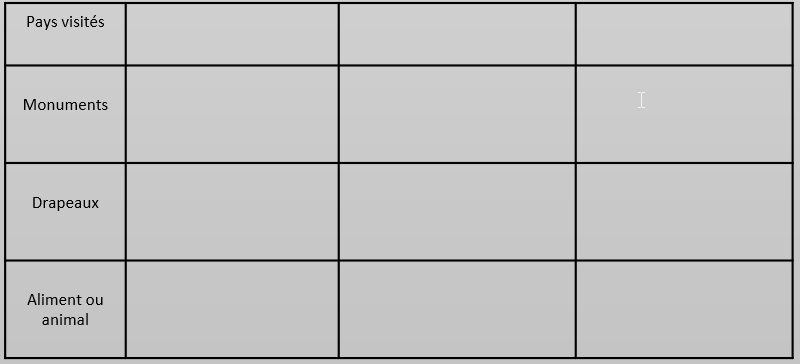 Pays visités
Monuments
Drapeaux
Aliment ou
animal